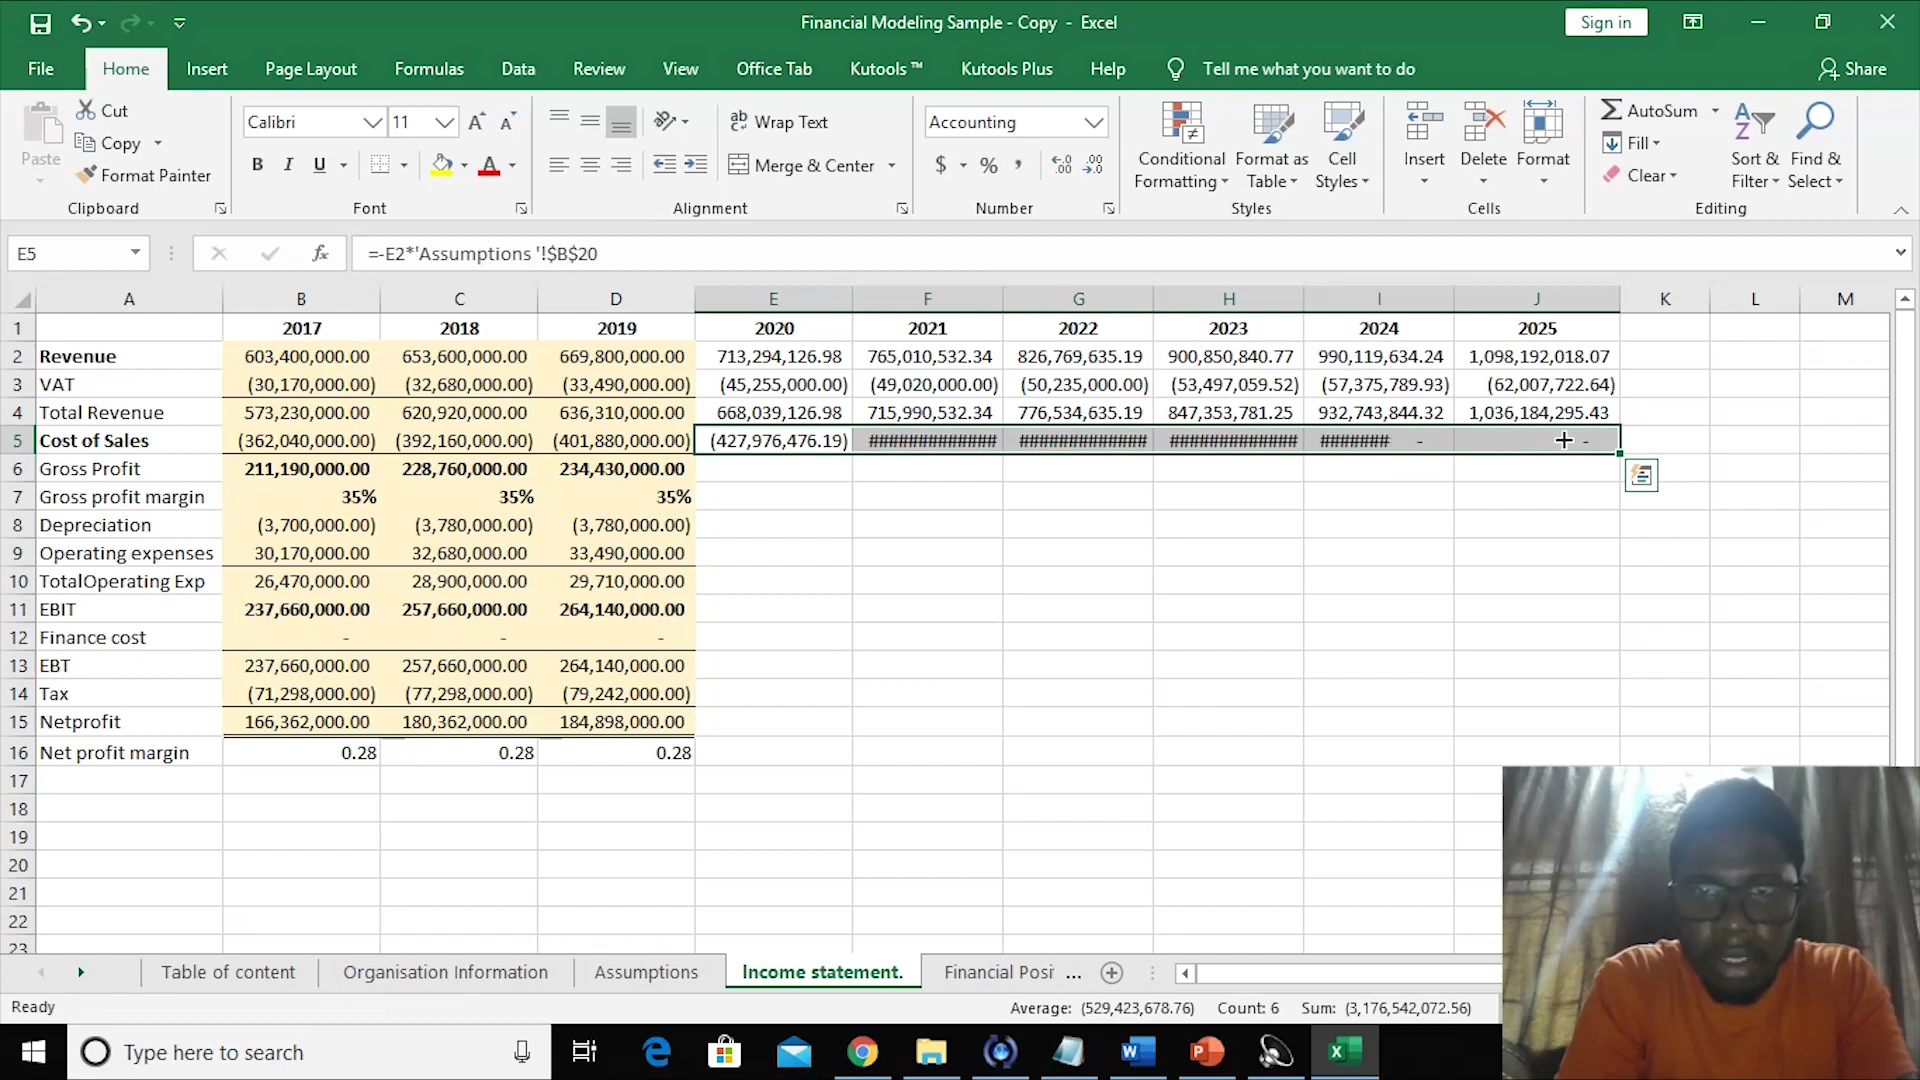 Financial Modeling Sample - Copy - Excel
Sign in
File Home Insert Page Layout Formulas Data Review View Office Tab Kutools ™ Kutools Plus Help Tell me what you want to do Share
Paste
Cut
Copy
Format Painter
Clipboard
Calibri 11
B I U
Font
Wrap Text
Merge & Center
Alignment
Accounting
$ % ,
Number
Conditional Formatting
Format as Table
Cell Styles
Styles
Insert Delete Format
Cells
AutoSum
Fill
Clear
Sort & Filter
Find & Select
Editing
E5 fx =-E2*'Assumptions '!$B$20
A B C D E F G H I J K L M
1 2017 2018 2019 2020 2021 2022 2023 2024 2025
2 Revenue 603,400,000.00 653,600,000.00 669,800,000.00 713,294,126.98 765,010,532.34 826,769,635.19 900,850,840.77 990,119,634.24 1,098,192,018.07
3 VAT (30,170,000.00) (32,680,000.00) (33,490,000.00) (45,255,000.00) (49,020,000.00) (50,235,000.00) (53,497,059.52) (57,375,789.93) (62,007,722.64)
4 Total Revenue 573,230,000.00 620,920,000.00 636,310,000.00 668,039,126.98 715,990,532.34 776,534,635.19 847,353,781.25 932,743,844.32 1,036,184,295.43
5 Cost of Sales (362,040,000.00) (392,160,000.00) (401,880,000.00) (427,976,476.19) ############# ############# ############# ####### - -
6 Gross Profit 211,190,000.00 228,760,000.00 234,430,000.00
7 Gross profit margin 35% 35% 35%
8 Depreciation (3,700,000.00) (3,780,000.00) (3,780,000.00)
9 Operating expenses 30,170,000.00 32,680,000.00 33,490,000.00
10 TotalOperating Exp 26,470,000.00 28,900,000.00 29,710,000.00
11 EBIT 237,660,000.00 257,660,000.00 264,140,000.00
12 Finance cost - - -
13 EBT 237,660,000.00 257,660,000.00 264,140,000.00
14 Tax (71,298,000.00) (77,298,000.00) (79,242,000.00)
15 Netprofit 166,362,000.00 180,362,000.00 184,898,000.00
16 Net profit margin 0.28 0.28 0.28
17
18
19
20
21
22
23
Table of content Organisation Information Assumptions Income statement. Financial Posi ...
Ready Average: (529,423,678.76) Count: 6 Sum: (3,176,542,072.56)
Type here to search